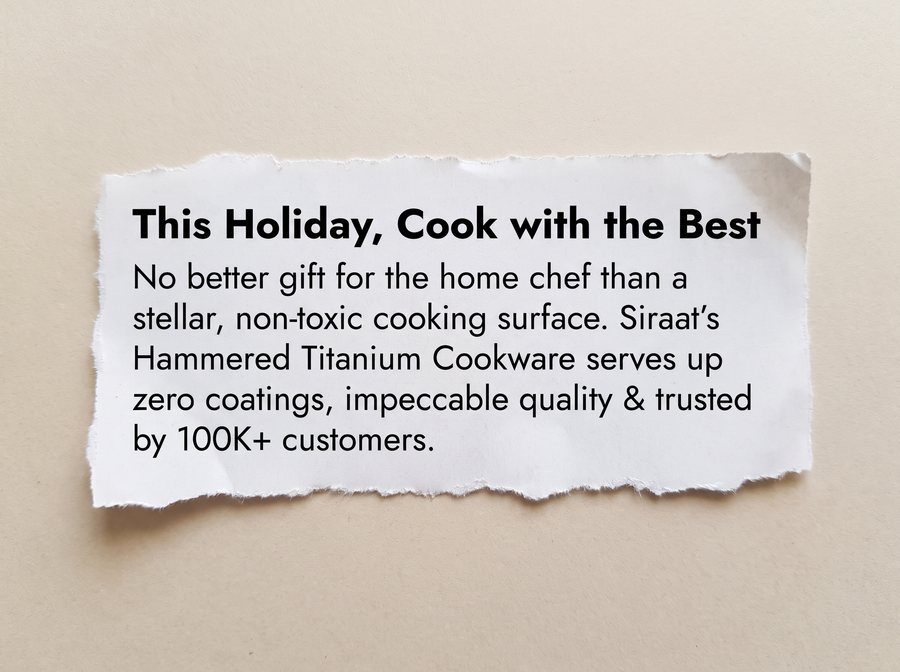 This Holiday, Cook with the Best
No better gift for the home chef than a
stellar, non-toxic cooking surface. Siraat’s
Hammered Titanium Cookware serves up
zero coatings, impeccable quality & trusted
by 100K+ customers.